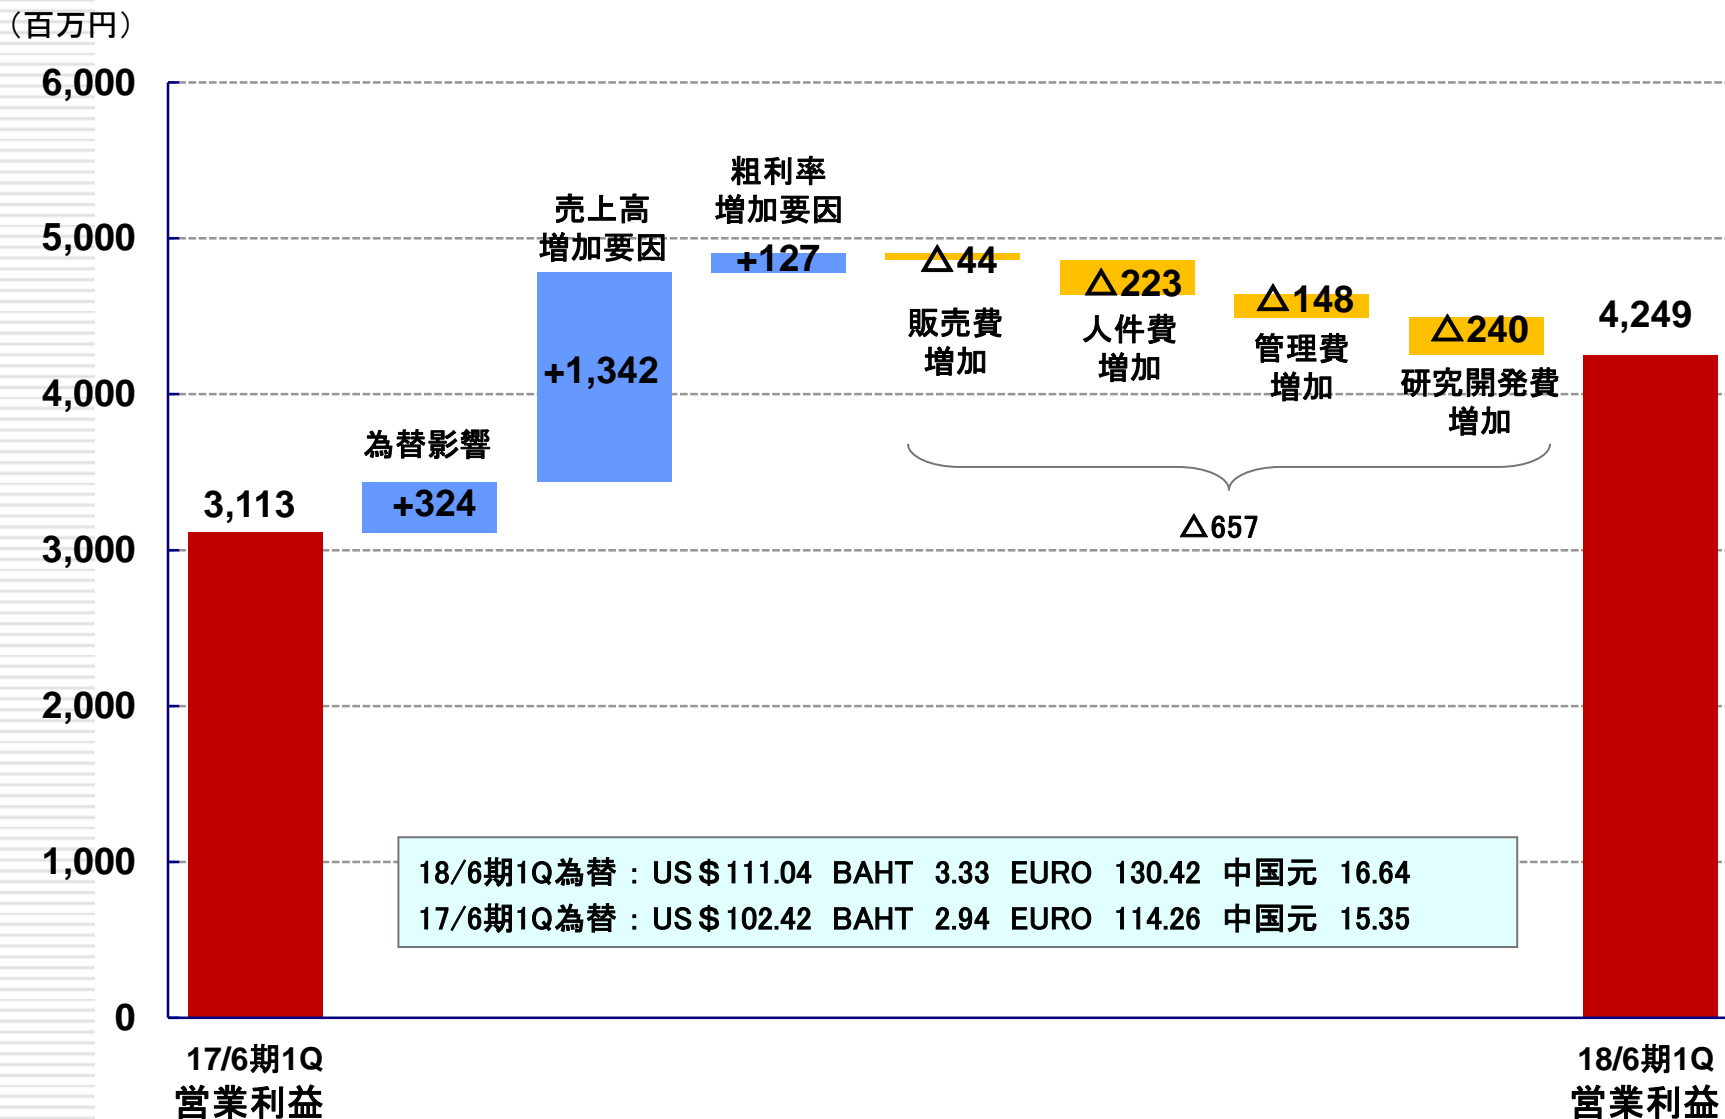 （百万円）
6,000
5,000
4,000
3,000
2,000
1,000
0
3,113
為替影響
+324
売上高
増加要因
+1,342
粗利率
増加要因
+127
△44
販売費
増加
△223
人件費
増加
△148
管理費
増加
△240
研究開発費
増加
△657
4,249
18/6期1Q為替：US＄111.04 BAHT 3.33 EURO 130.42 中国元 16.64
17/6期1Q為替：US＄102.42 BAHT 2.94 EURO 114.26 中国元 15.35
17/6期1Q
営業利益
18/6期1Q
営業利益